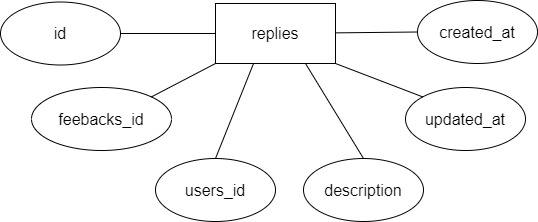 id
replies
created_at
feebacks_id
updated_at
users_id
description